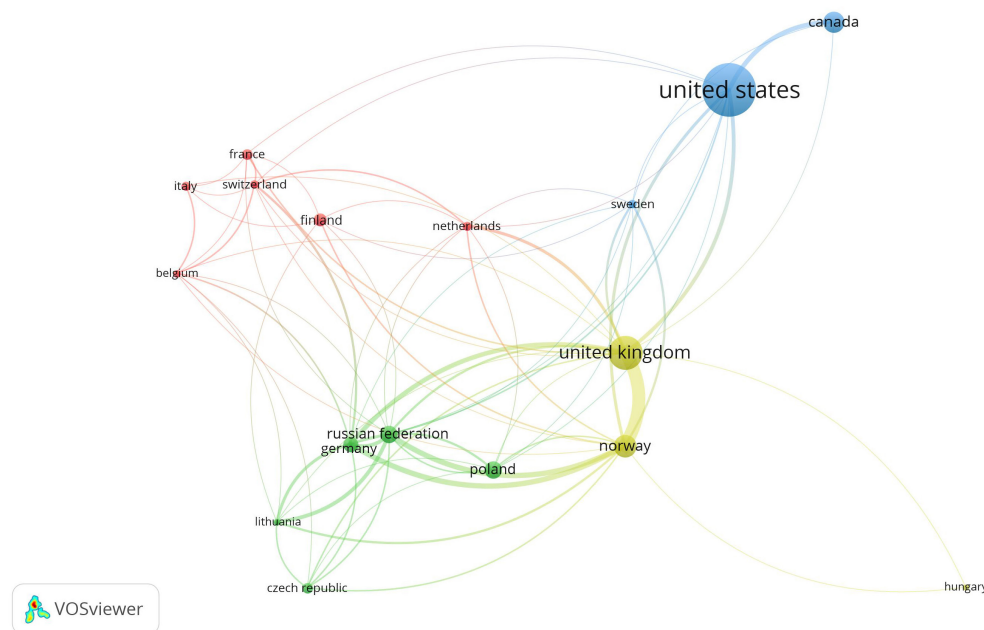 canada
united states
france
italy
switzerland
sweden
finland
netherlands
belgium
united kingdom
russian federation
germany
norway
poland
lithuania
czech republic
hungary
VOSviewer